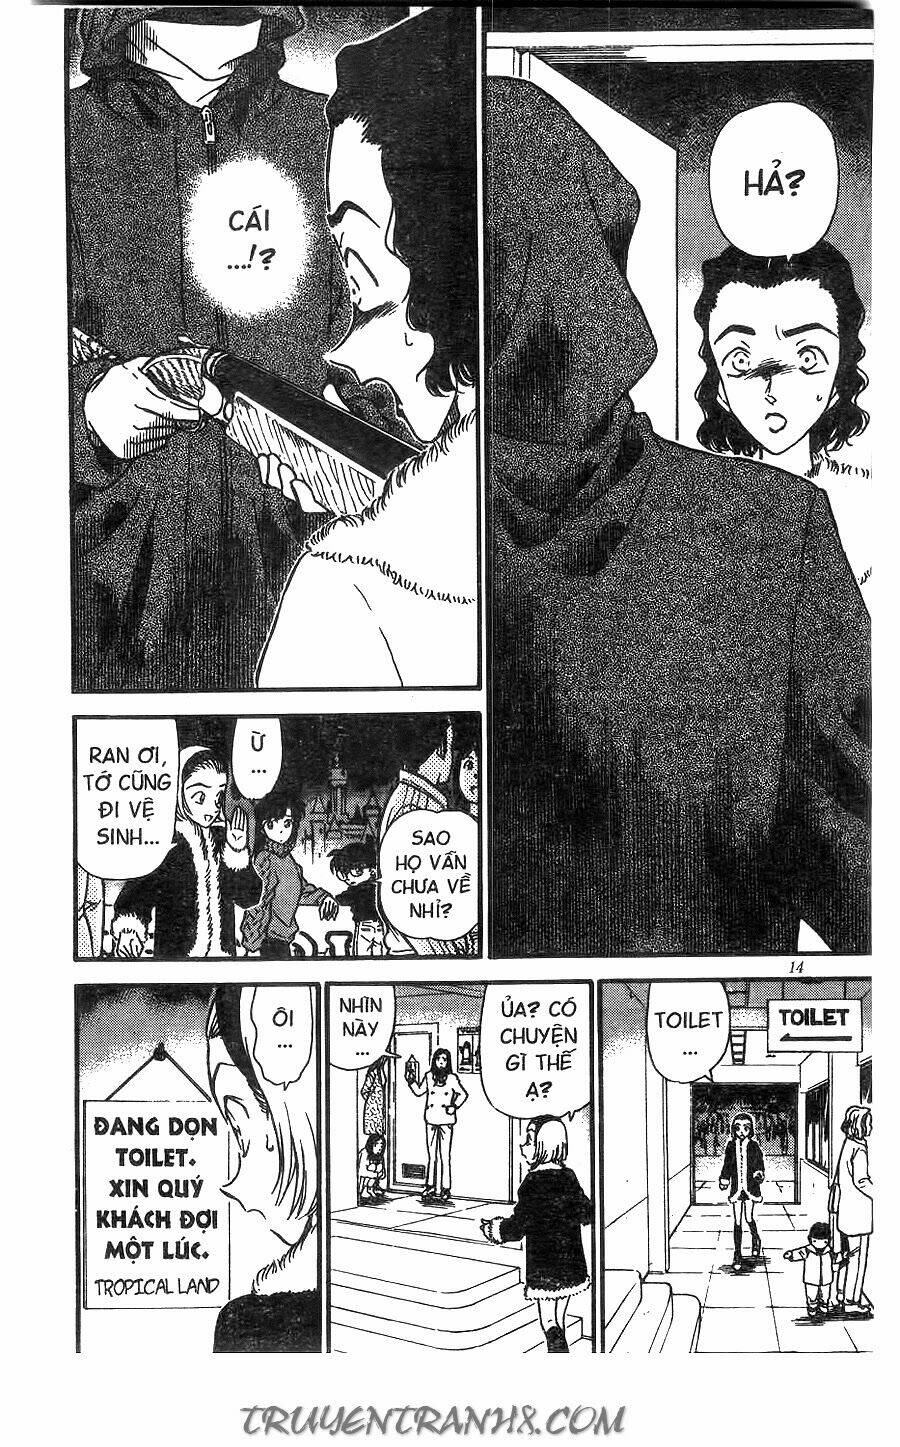 HẢ?
CÁI
....!?
RAN ƠI,
TỚ CŨNG
ĐI VỆ
SINH...
Ừ
...
SAO
HỌ VẪN
CHƯA VỀ
NHỈ?
14
TOILET
...
TOILET
ỦA? CÓ
CHUYỆN
GÌ THẾ
Ạ?
NHÌN
NÀY
...
ÔI
...
ĐANG DỌN
TOILET.
XIN QUÝ
KHÁCH ĐỢI
MỘT LÚC.
TROPICAL LAND
TRUYENTRANH8.COM